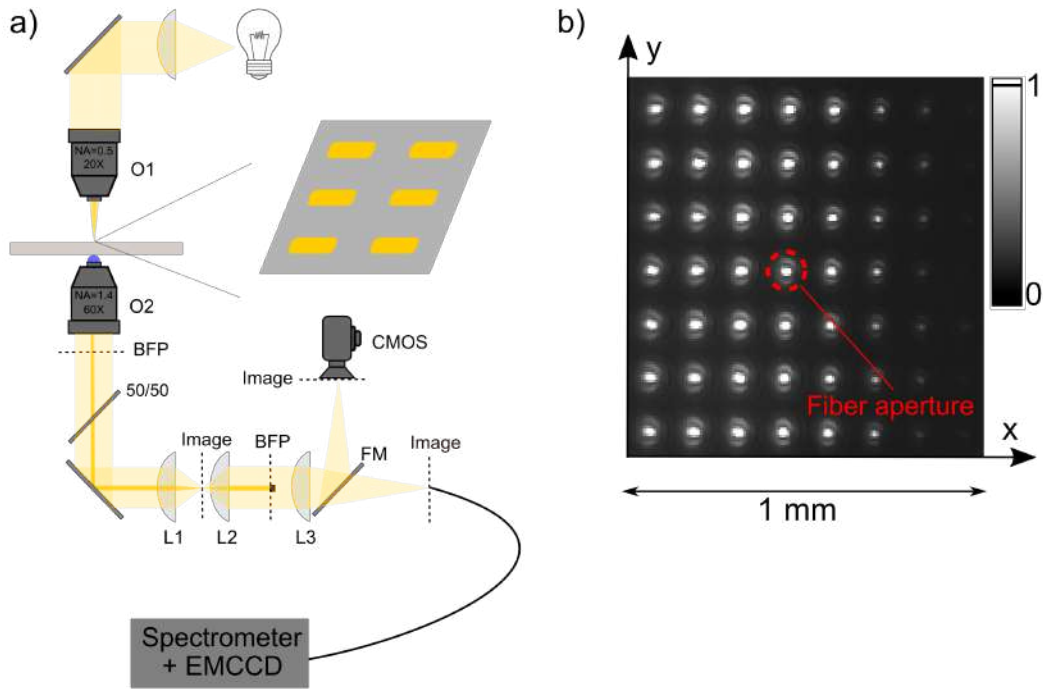 a)
NA=0.5
20X
O1
NA=1.4
60X
O2
BFP
50/50
CMOS
Image
Image
BFP
FM
Image
L1
L2
L3
Spectrometer
+ EMCCD
b)
y
1
0
Fiber aperture
x
1 mm